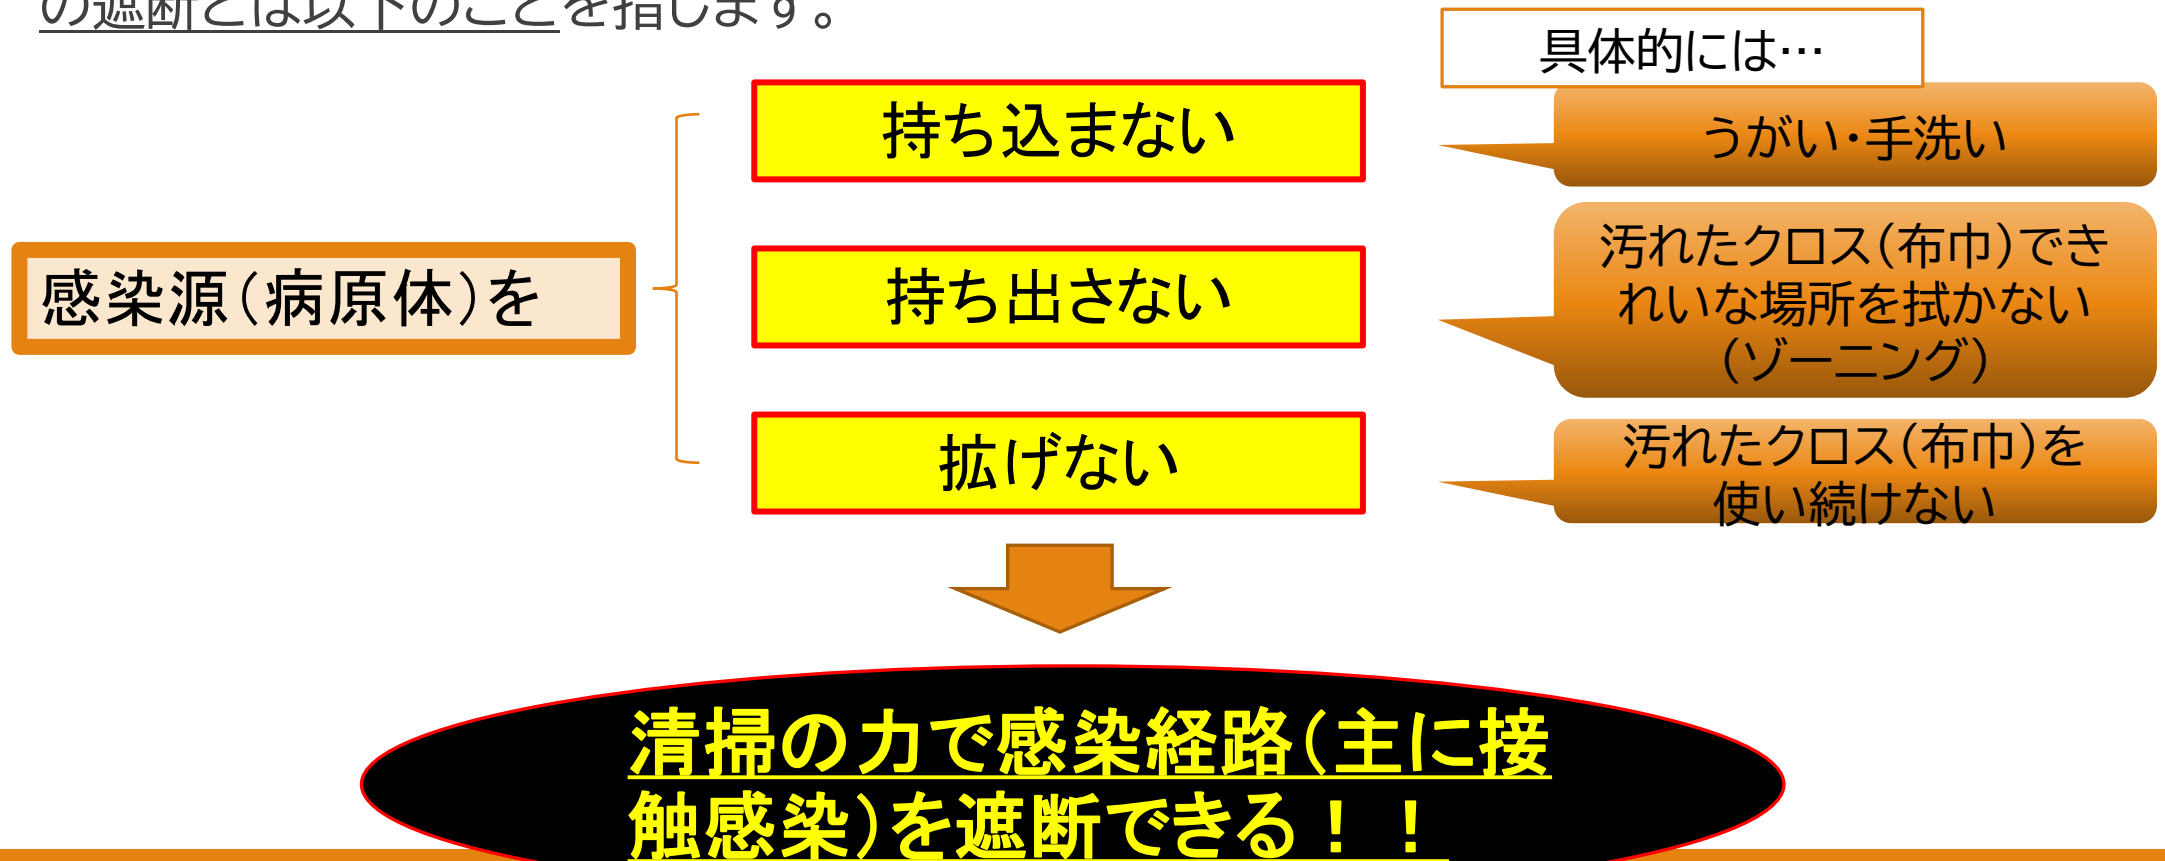 の遮断とは以下のことを指します。
具体的には…
持ち込まない
うがい・手洗い
感染源（病原体）を
持ち出さない
汚れたクロス（布巾）でき
れいな場所を拭かない
（ゾーニング）
拡げない
汚れたクロス（布巾）を
使い続けない
清掃の力で感染経路（主に接
触感染）を遮断できる！！